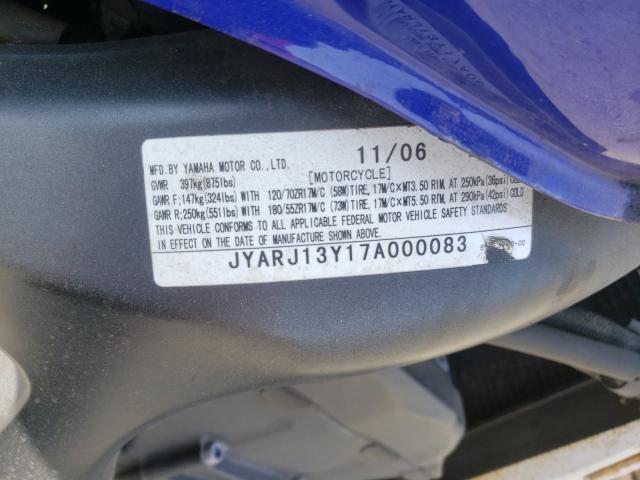 MFD.BY YAMAHA MOTOR CO.,LTD. 11/06
GVWR 397kg(875lbs) [MOTORCYCLE]
GAWR F;147kg(324lbs) WITH 120/70ZR17M/C (58W)TIRE, 17M/C×MT3.50 RIM, AT 250kPa(36psi)COLD
GAWR R;250kg(551lbs) WITH 180/55ZR17M/C (73W)TIRE, 17M/C×MT5.50 RIM, AT 290kPa(42psi)COLD
THIS VEHICLE CONFORMS TO ALL APPLICABLE FEDERAL MOTOR VEHICLE SAFETY STANDARDS
IN EFFECT ON THE DATE OF MANUFACTURE SHOWN ABOVE.
JYARJ13Y17A000083 -00